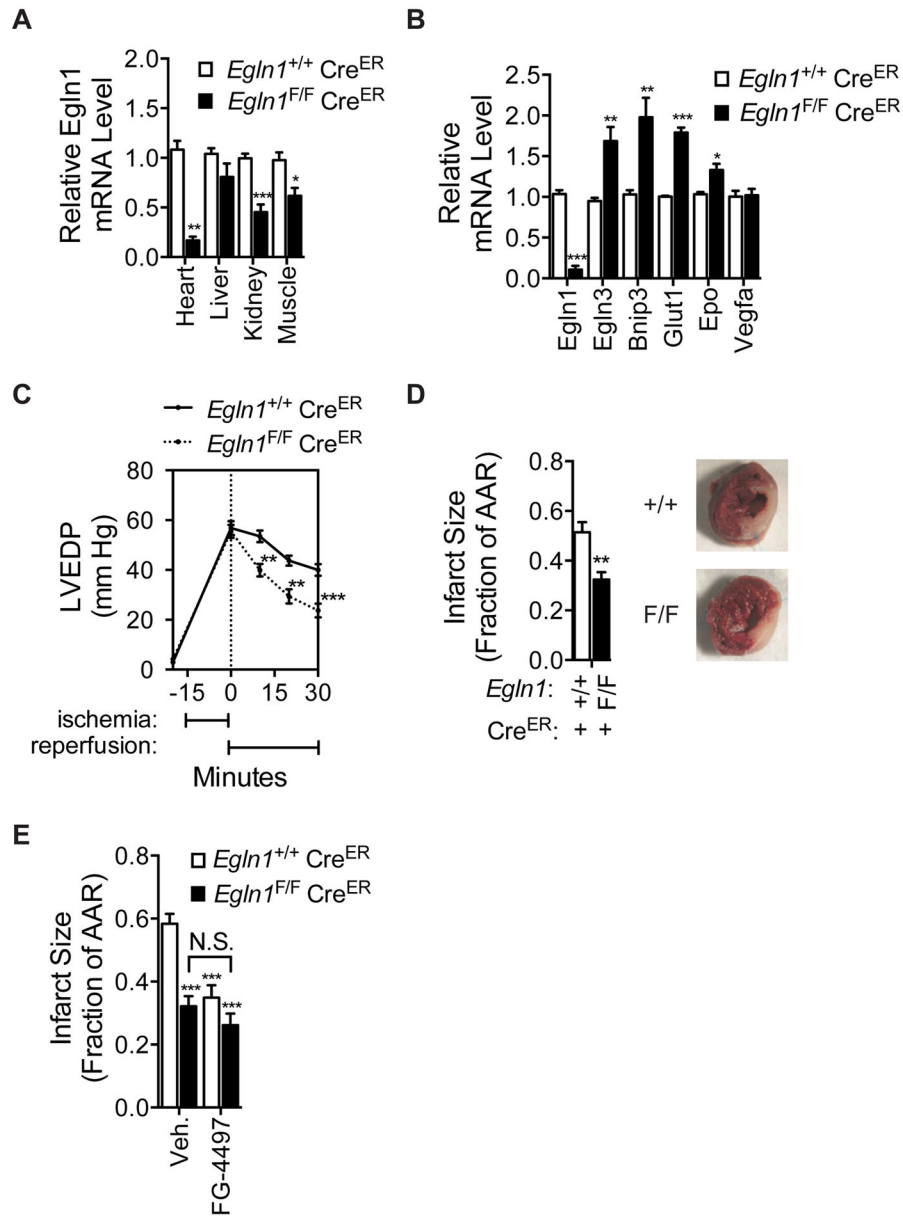 A
Egln1+/+ CreER
Egln1F/F CreER
Relative Egln1
mRNA Level
2.0
1.5
1.0
0.5
0.0
**
***
*
Heart
Liver
Kidney
Muscle
B
Egln1+/+ CreER
Egln1F/F CreER
Relative
mRNA Level
2.5
2.0
1.5
1.0
0.5
0.0
***
**
**
***
*
Egln1
Egln3
Bnip3
Glut1
Epo
Vegfa
C
Egln1+/+ CreER
Egln1F/F CreER
LVEDP
(mm Hg)
80
60
40
20
0
**
**
***
-15 0 15 30
ischemia:
reperfusion:
Minutes
D
Infarct Size
(Fraction of AAR)
0.8
0.6
0.4
0.2
0.0
**
Egln1: +/+ F/F
CreER: + +
+/+
F/F
E
Egln1+/+ CreER
Egln1F/F CreER
Infarct Size
(Fraction of AAR)
0.8
0.6
0.4
0.2
0.0
N.S.
***
***
***
Veh.
FG-4497